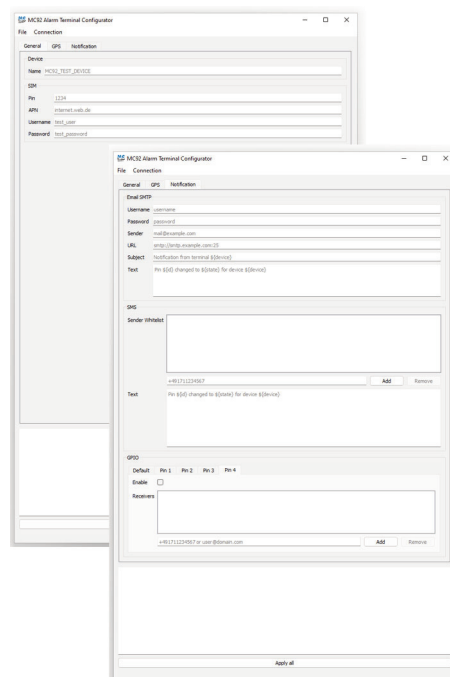 MC92 Alarm Terminal Configurator
File Connection
General GPS Notification
Device
Name MC92_TEST_DEVICE
SIM
Pin 1234
APN internet.web.de
Username test_user
Password test_password
MC92 Alarm Terminal Configurator
File Connection
General GPS Notification
Email SMTP
Username username
Password password
Sender mail@example.com
URL smtp://smtp.example.com:25
Subject Notification from terminal ${device}
Text Pin ${id} changed to ${state} for device ${device}
SMS
Sender Whitelist
+491711234567 Add Remove
Text Pin ${id} changed to ${state} for device ${device}
GPIO
Default Pin 1 Pin 2 Pin 3 Pin 4
Enable
Receivers
+491711234567 or user@domain.com Add Remove
Apply all